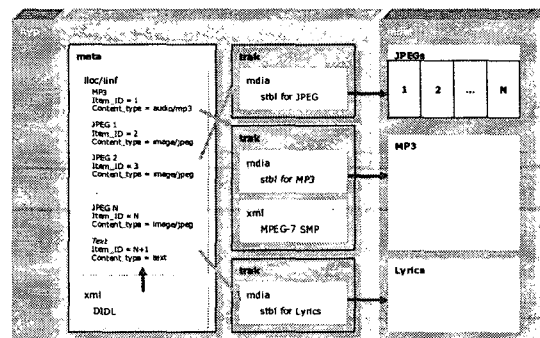 meta
iloc/iinf
MP3
Item_ID = 1
Content_type = audio/mp3
JPEG 1
Item_ID = 2
Content_type = image/jpeg
JPEG 2
Item_ID = 3
Content_type = image/jpeg
.
JPEG N
Item_ID = N
Content_type = image/jpeg
Text
Item_ID = N+1
Content_type = text
xml
DIDL
trak
mdia
stbl for JPEG
trak
mdia
stbl for MP3
xml
MPEG-7 SMP
trak
mdia
stbl for Lyrics
JPEGs
1 2 ... N
MP3
Lyrics